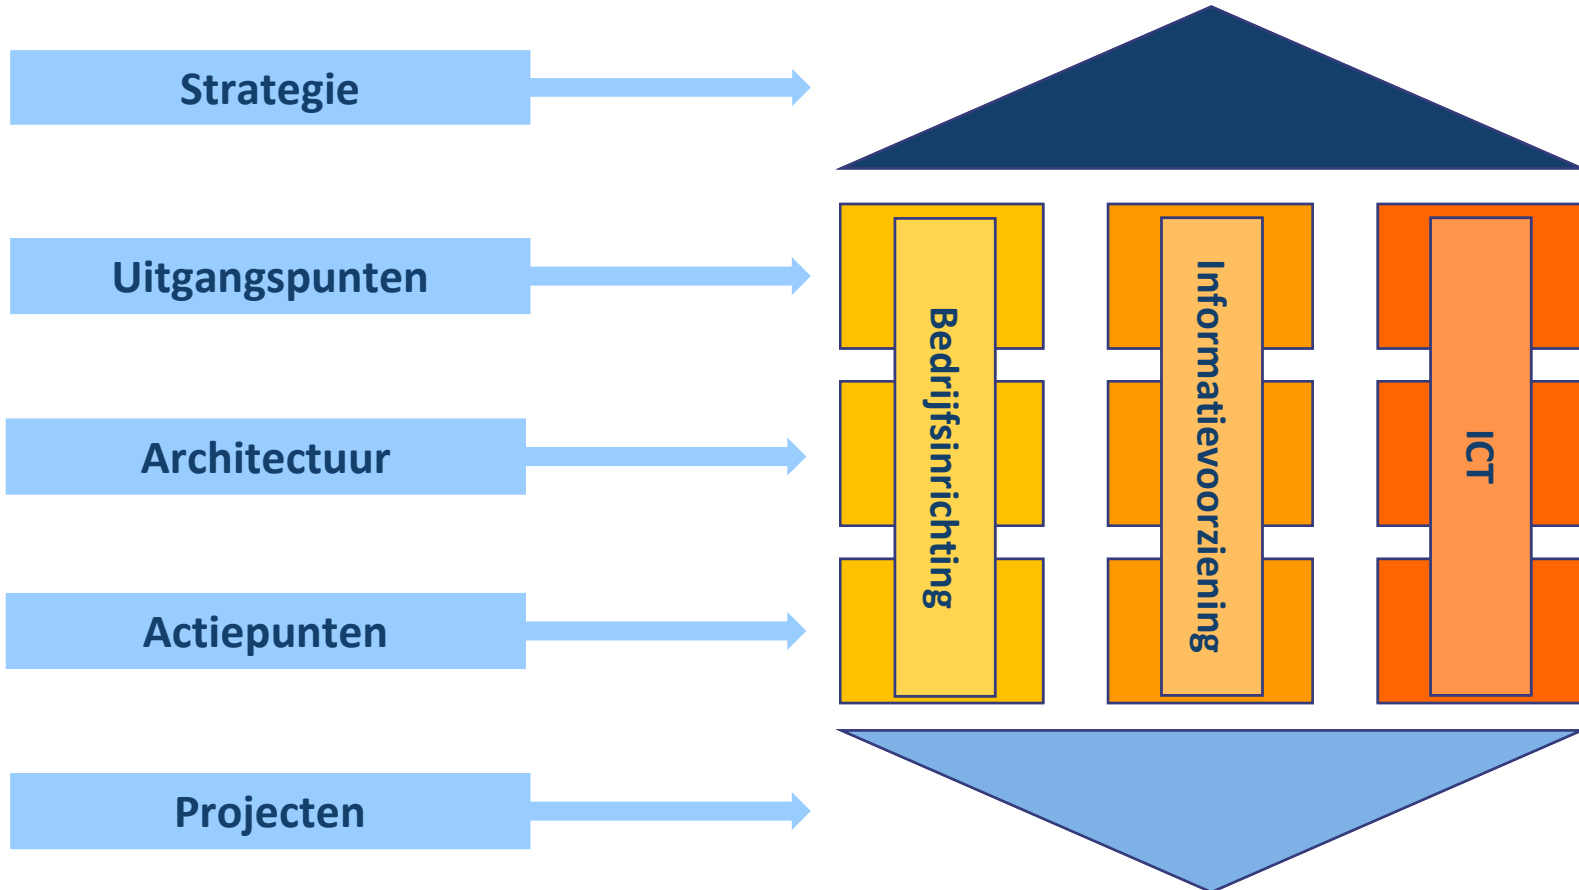 Strategie
Uitgangspunten
Architectuur
Actiepunten
Projecten
Bedrijfsinrichting
Informatievoorziening
ICT